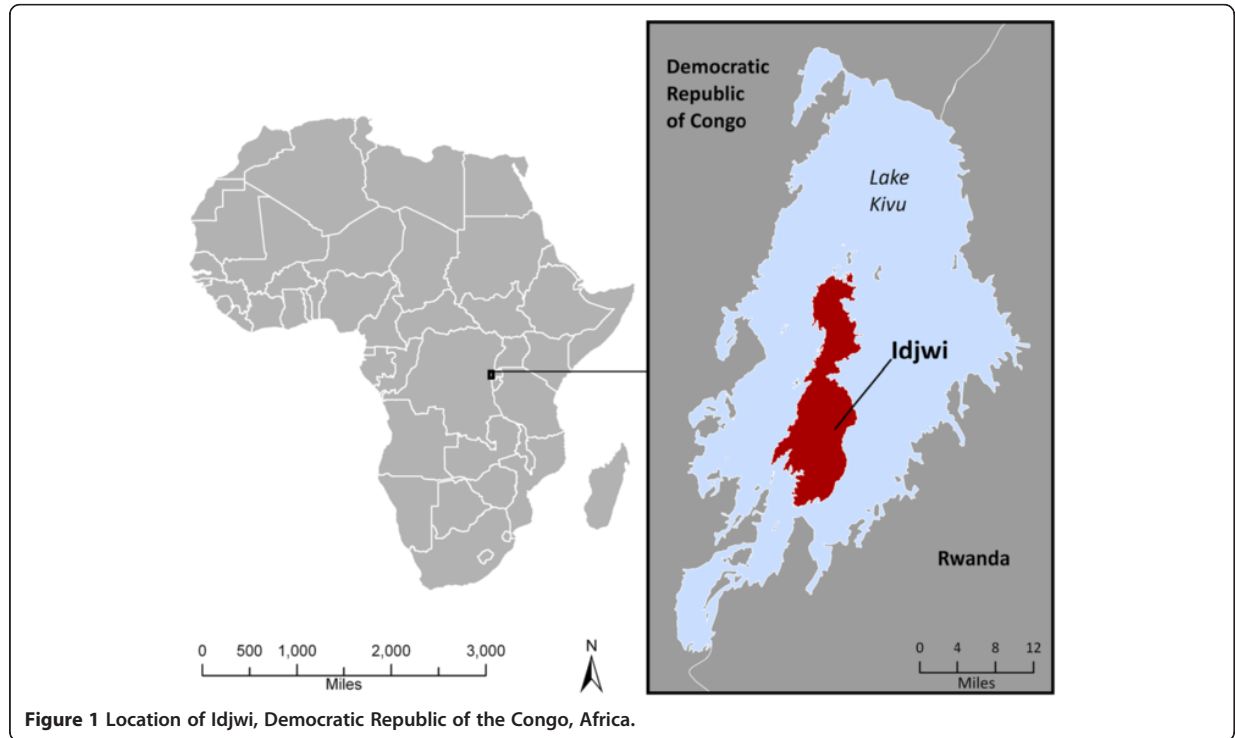 Democratic
Republic
of Congo
Lake
Kivu
Idjwi
Rwanda
0 4 8 12
Miles
0 500 1,000 2,000 3,000
Miles
N
Figure 1 Location of Idjwi, Democratic Republic of the Congo, Africa.